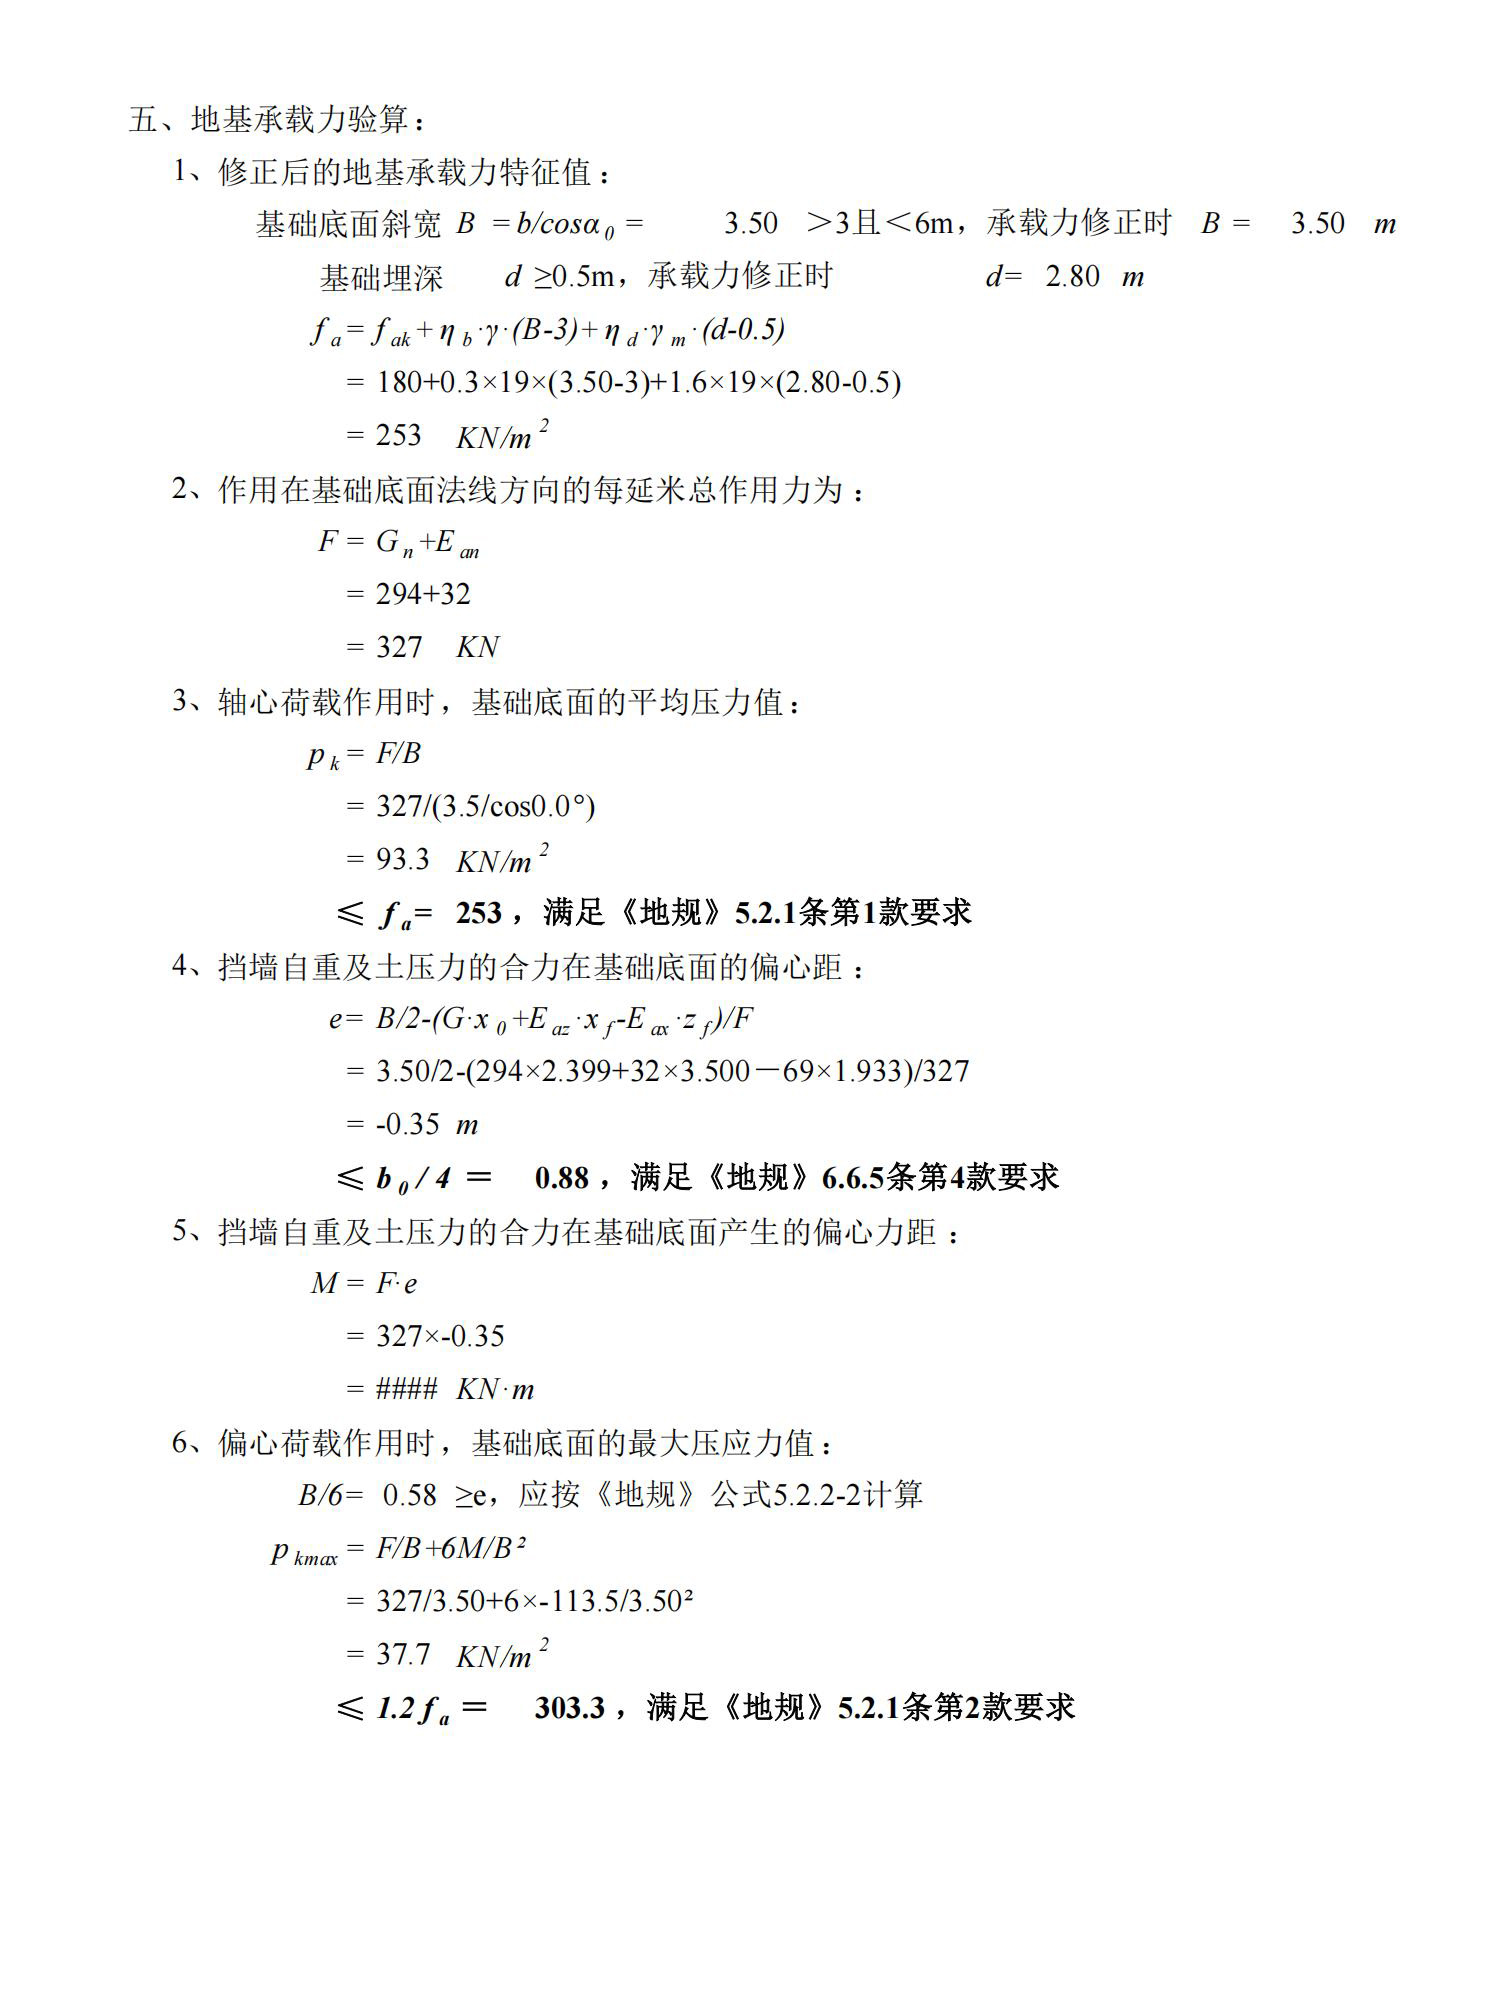 五、地基承载力验算：
1、修正后的地基承载力特征值：
基础底面斜宽 B = b/cosα0 = 3.50 ＞3且＜6m，承载力修正时 B = 3.50 m
基础埋深 d ≥0.5m，承载力修正时 d= 2.80 m
fa = fak + ηb·γ·(B-3)+ ηd·γm·(d-0.5)
= 180+0.3×19×(3.50-3)+1.6×19×(2.80-0.5)
= 253 KN/m2
2、作用在基础底面法线方向的每延米总作用力为：
F = Gn+Ean
= 294+32
= 327 KN
3、轴心荷载作用时，基础底面的平均压力值：
pk = F/B
= 327/(3.5/cos0.0°)
= 93.3 KN/m2
≤ fa= 253 ，满足《地规》5.2.1条第1款要求
4、挡墙自重及土压力的合力在基础底面的偏心距：
e= B/2-(G·x0+Eaz·xf-Eax·zf)/F
= 3.50/2-(294×2.399+32×3.500－69×1.933)/327
= -0.35 m
≤ b0/ 4 ＝ 0.88 ，满足《地规》6.6.5条第4款要求
5、挡墙自重及土压力的合力在基础底面产生的偏心力距：
M = F·e
= 327×-0.35
= #### KN·m
6、偏心荷载作用时，基础底面的最大压应力值：
B/6= 0.58 ≥e，应按《地规》公式5.2.2-2计算
pkmax = F/B+6M/B²
= 327/3.50+6×-113.5/3.50²
= 37.7 KN/m2
≤ 1.2fa ＝ 303.3 ，满足《地规》5.2.1条第2款要求